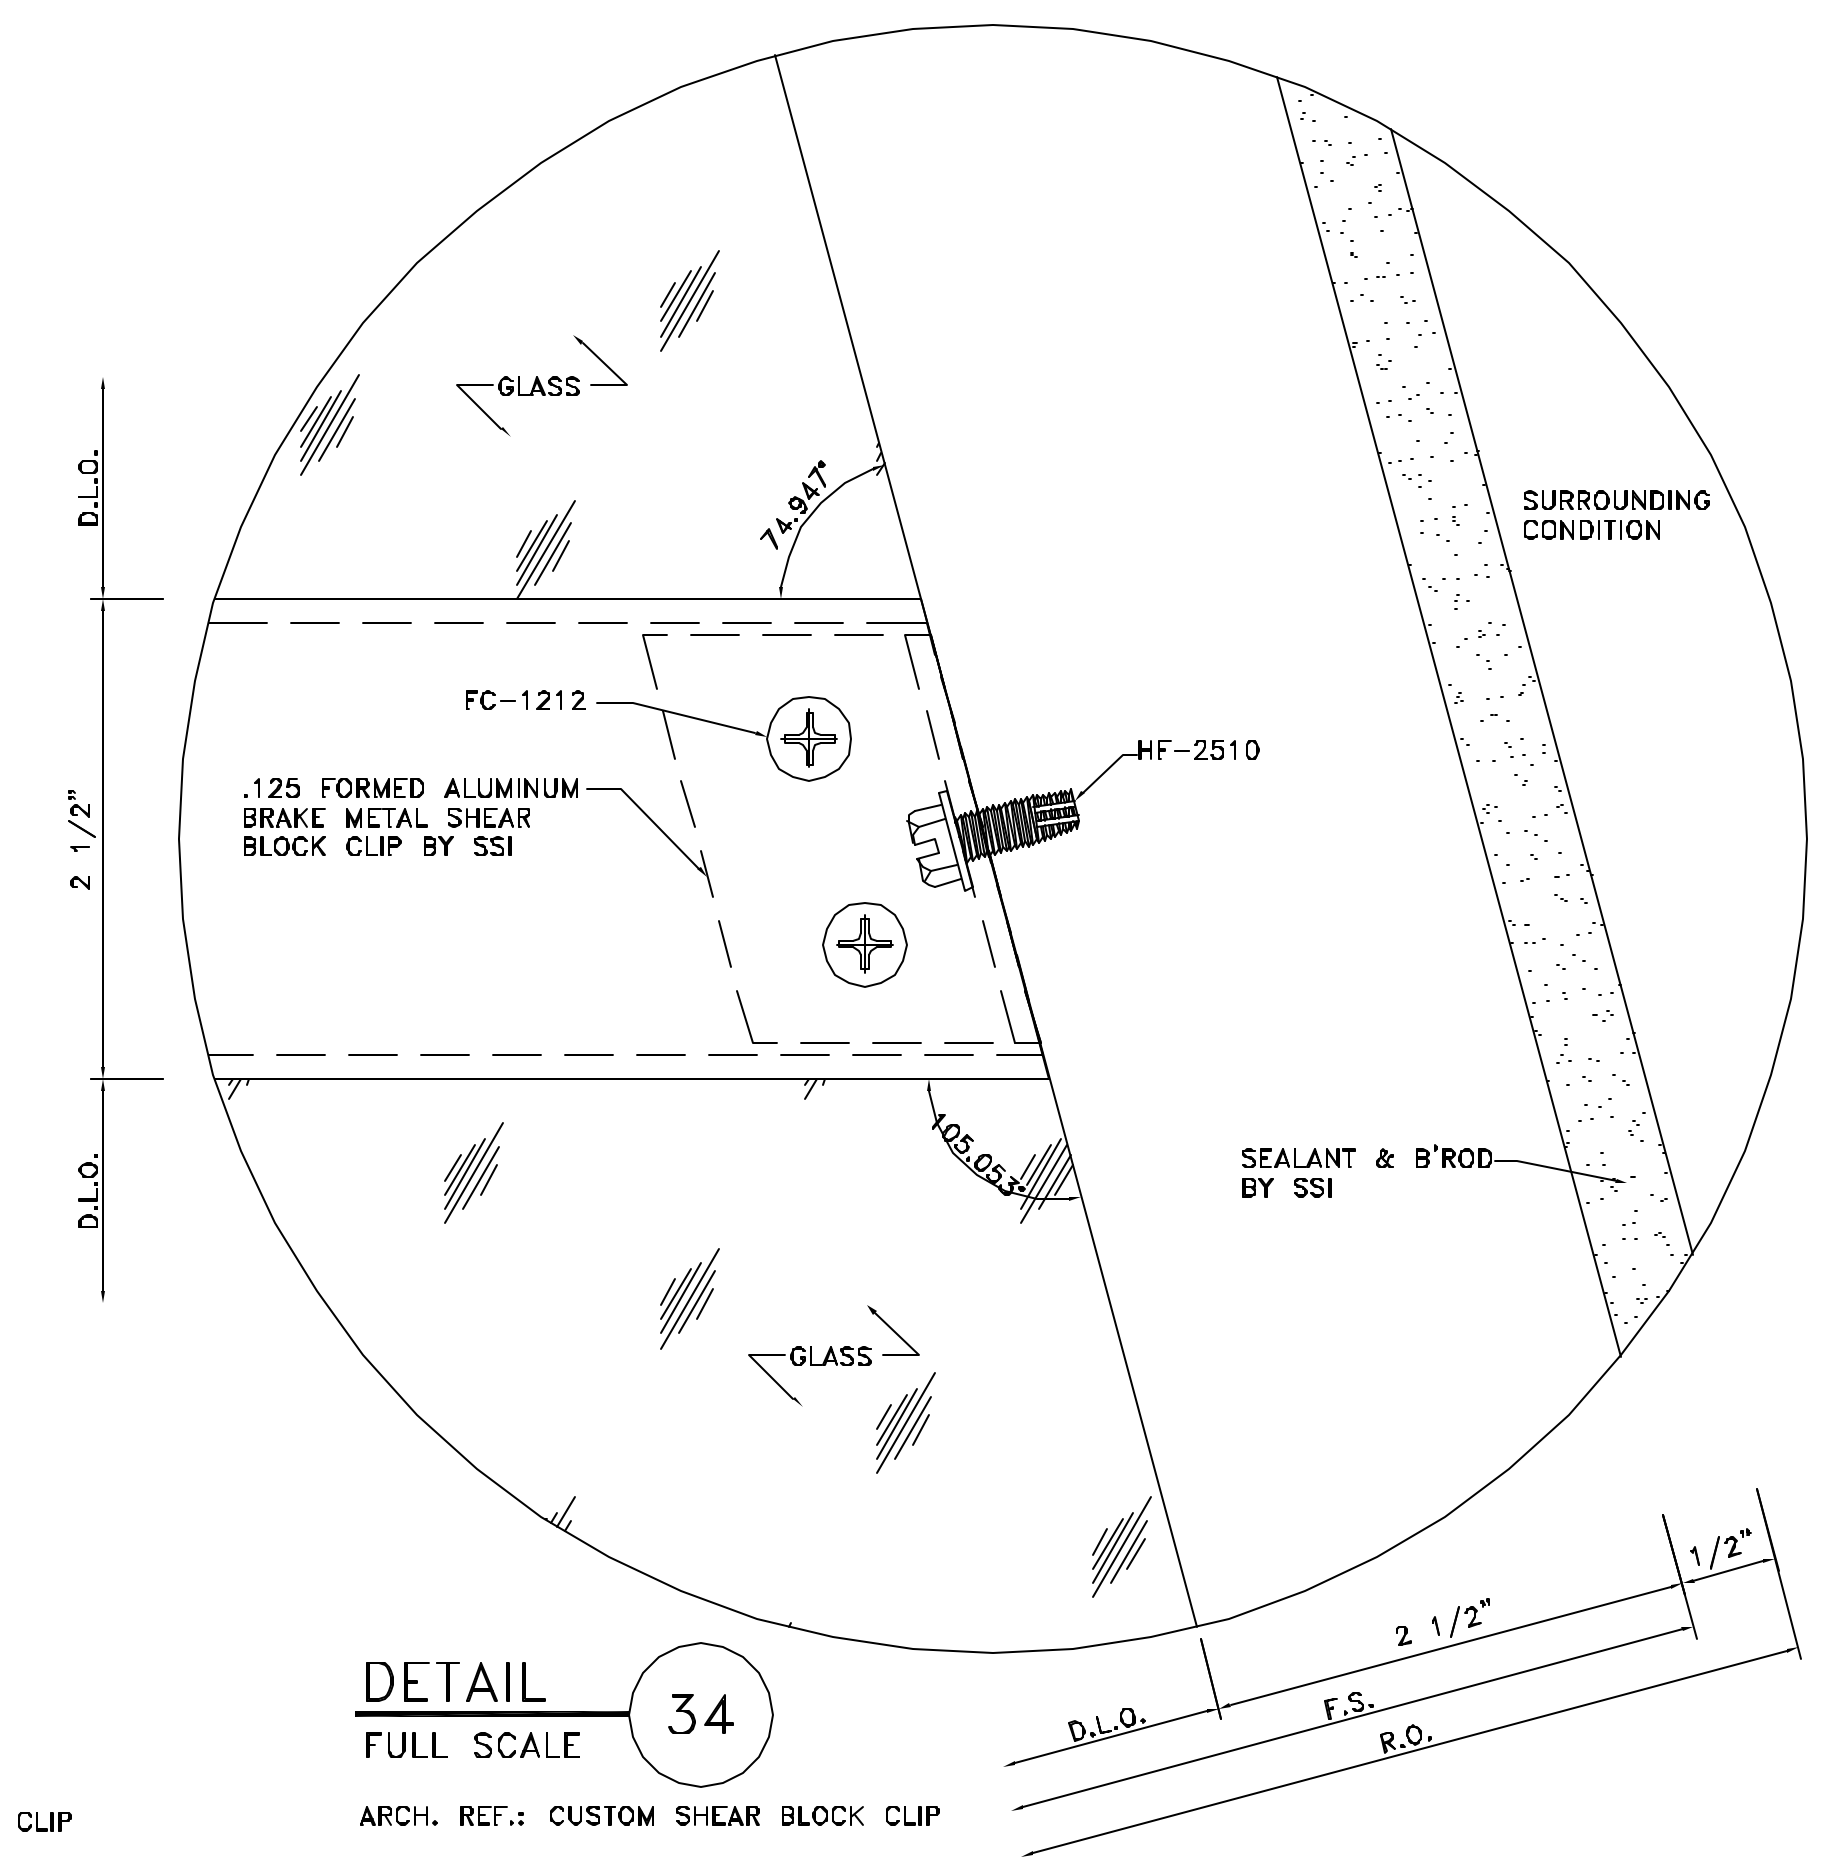 GLASS
D.L.O.
74.947°
SURROUNDING
CONDITION
FC-1212
HF-2510
.125 FORMED ALUMINUM
BRAKE METAL SHEAR
BLOCK CLIP BY SSI
2 1/2"
105.053°
SEALANT & B'ROD
BY SSI
D.L.O.
GLASS
1/2"
2 1/2"
D.L.O.
F.S.
R.O.
DETAIL
34
FULL SCALE
ARCH. REF.: CUSTOM SHEAR BLOCK CLIP
CLIP